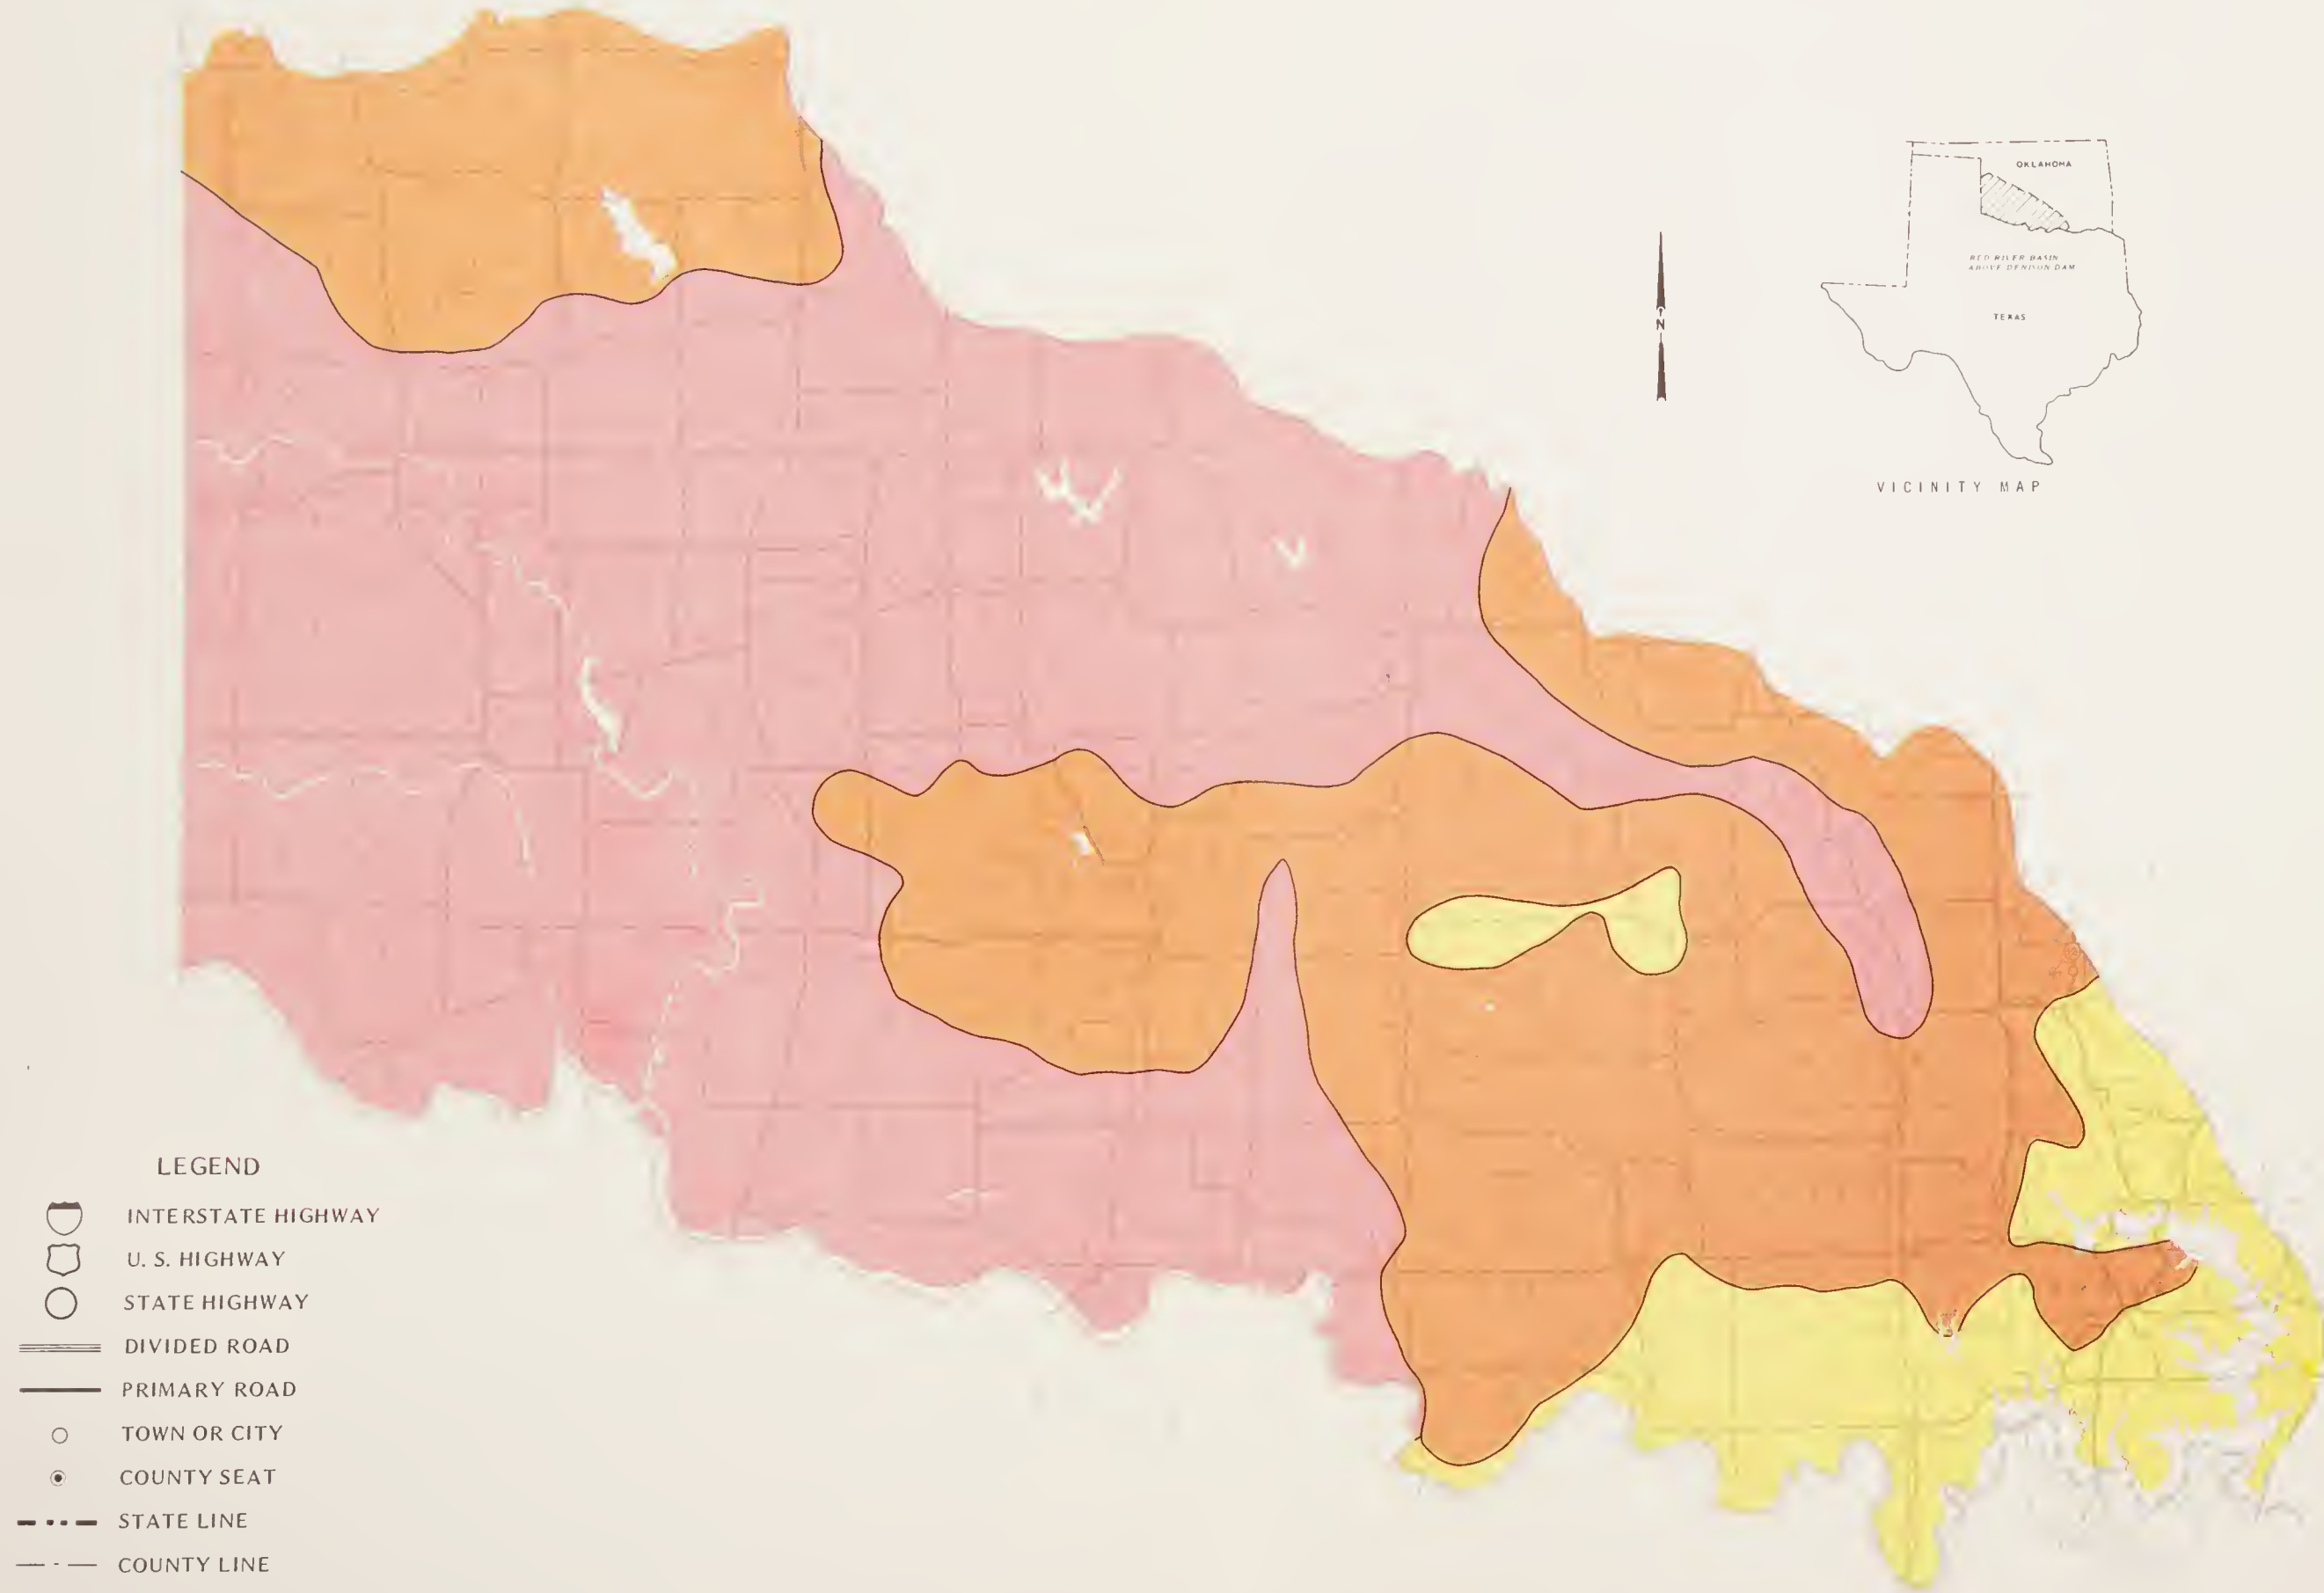 OKLAHOMA
RED RIVER BASIN
ABOVE DENISON DAM
TEXAS
N
VICINITY MAP
LEGEND
INTERSTATE HIGHWAY
U. S. HIGHWAY
STATE HIGHWAY
DIVIDED ROAD
PRIMARY ROAD
TOWN OR CITY
COUNTY SEAT
STATE LINE
COUNTY LINE